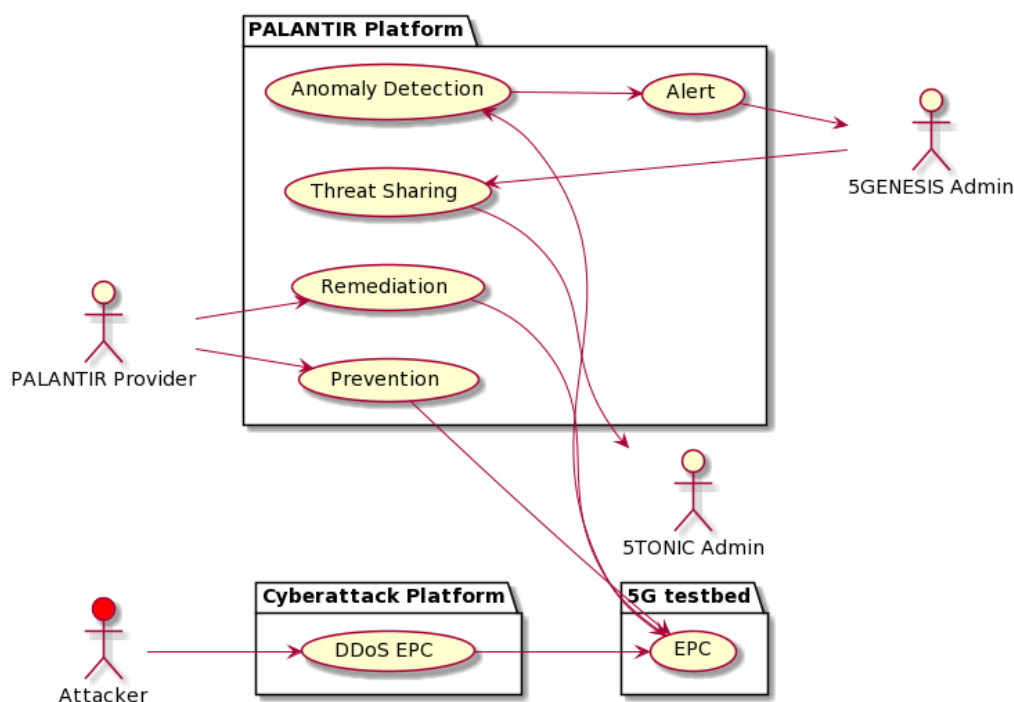 PALANTIR Platform
Anomaly Detection
Alert
5GENESIS Admin
Threat Sharing
Remediation
PALANTIR Provider
Prevention
5TONIC Admin
Cyberattack Platform
5G testbed
DDoS EPC
EPC
Attacker